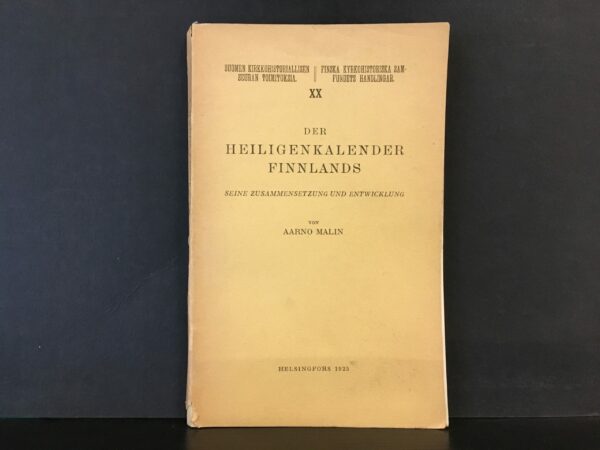 SUOMEN KIRKKOHISTORIALLISEN
SEURAN TOIMITUKSIA.
FINSKA KYRKOHISTORISKA SAM-
FUNDETS HANDLINGAR.
XX
DER
HEILIGENKALENDER
FINNLANDS
SEINE ZUSAMMENSETZUNG UND ENTWICKLUNG
VON
AARNO MALIN
HELSINGFORS 1925